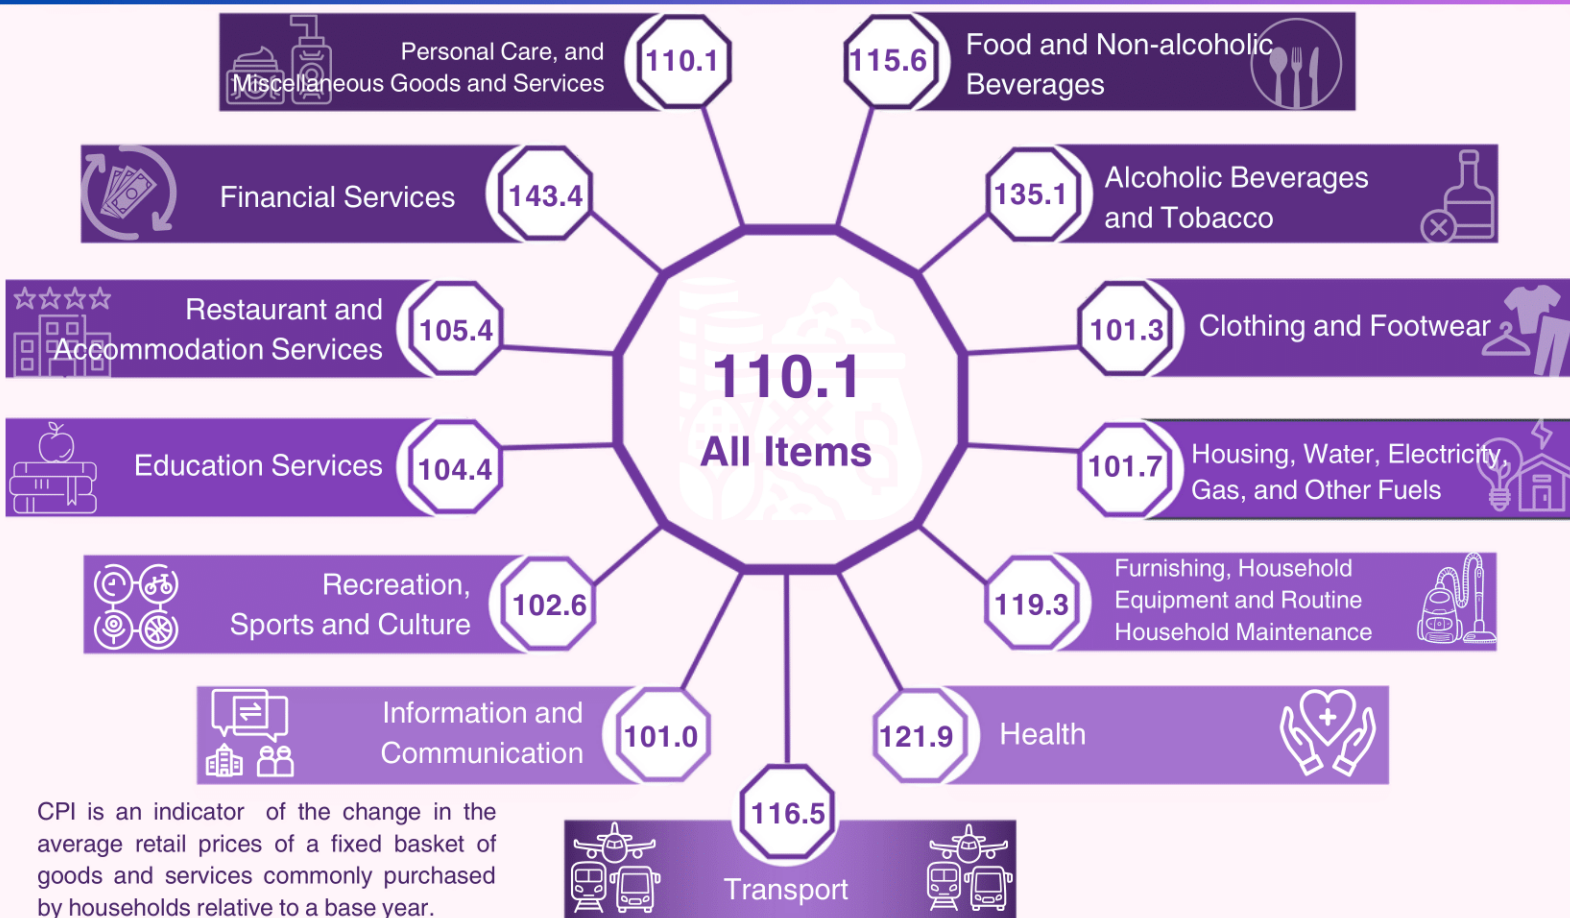 Personal Care, and
Miscellaneous Goods and Services
110.1
115.6
Food and Non-alcoholic
Beverages
Financial Services
143.4
135.1
Alcoholic Beverages
and Tobacco
Restaurant and
Accommodation Services
105.4
101.3
Clothing and Footwear
110.1
All Items
Education Services
104.4
101.7
Housing, Water, Electricity,
Gas, and Other Fuels
Recreation,
Sports and Culture
102.6
119.3
Furnishing, Household
Equipment and Routine
Household Maintenance
Information and
Communication
101.0
121.9
Health
116.5
Transport
CPI is an indicator of the change in the
average retail prices of a fixed basket of
goods and services commonly purchased
by households relative to a base year.